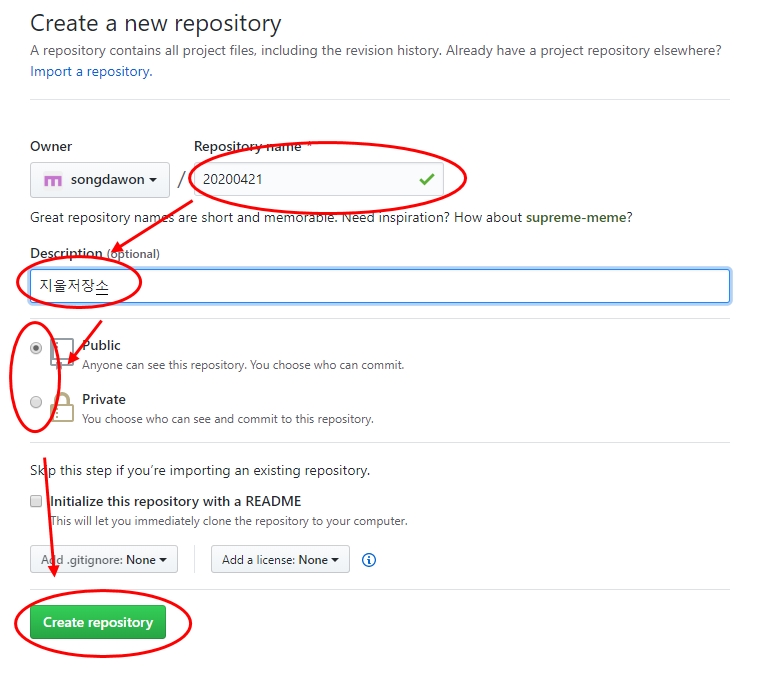 Create a new repository
A repository contains all project files, including the revision history. Already have a project repository elsewhere?
Import a repository.
Owner
Repository name *
songdawon / 20200421
Great repository names are short and memorable. Need inspiration? How about supreme-meme?
Description (optional)
지울저장소
Public
Anyone can see this repository. You choose who can commit.
Private
You choose who can see and commit to this repository.
Skip this step if you’re importing an existing repository.
Initialize this repository with a README
This will let you immediately clone the repository to your computer.
Add .gitignore: None
Add a license: None
Create repository